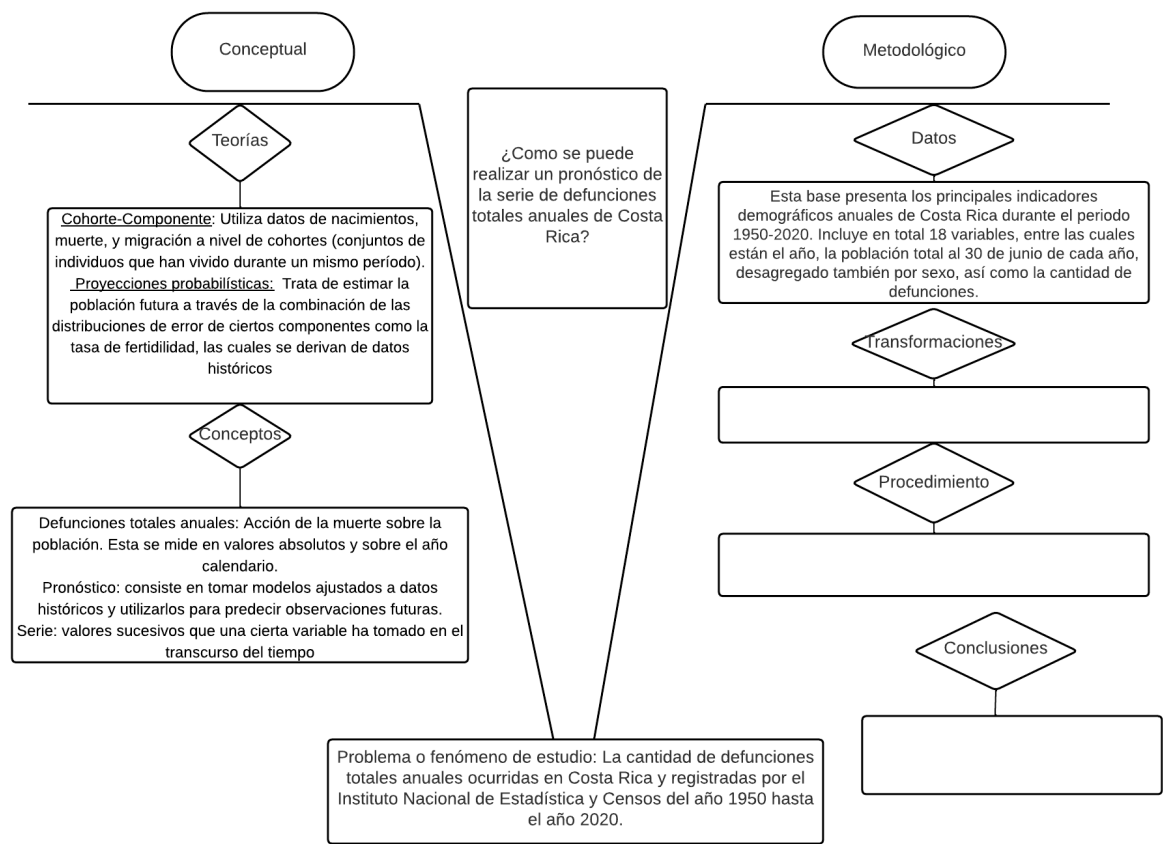 Conceptual
Teorías
Cohorte-Componente: Utiliza datos de nacimientos,
muerte, y migración a nivel de cohortes (conjuntos de
individuos que han vivido durante un mismo período).
Proyecciones probabilísticas:  Trata de estimar la
población futura a través de la combinación de las
distribuciones de error de ciertos componentes como la
tasa de fertidilidad, las cuales se derivan de datos
históricos
Conceptos
Defunciones totales anuales: Acción de la muerte sobre la
población. Esta se mide en valores absolutos y sobre el año
calendario.
Pronóstico: consiste en tomar modelos ajustados a datos
históricos y utilizarlos para predecir observaciones futuras.
Serie: valores sucesivos que una cierta variable ha tomado en el
transcurso del tiempo
¿Como se puede
realizar un pronóstico de
la serie de defunciones
totales anuales de Costa
Rica?
Metodológico
Datos
Esta base presenta los principales indicadores
demográficos anuales de Costa Rica durante el periodo
1950-2020. Incluye en total 18 variables, entre las cuales
están el año, la población total al 30 de junio de cada año,
desagregado también por sexo, así como la cantidad de
defunciones.
Transformaciones
Procedimiento
Conclusiones
Problema o fenómeno de estudio: La cantidad de defunciones
totales anuales ocurridas en Costa Rica y registradas por el
Instituto Nacional de Estadística y Censos del año 1950 hasta
el año 2020.